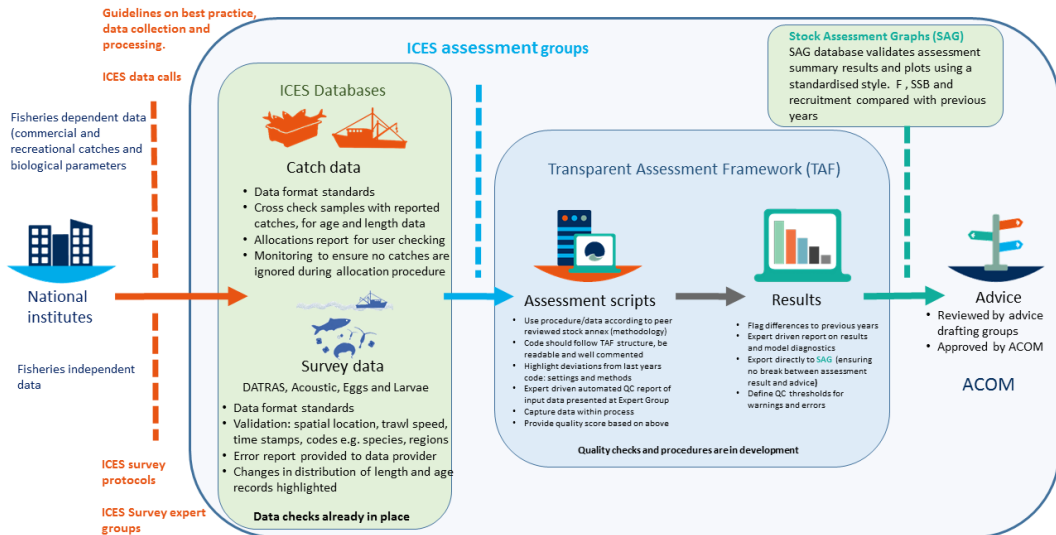 Guidelines on best practice,
data collection and
processing.
ICES data calls
Fisheries dependent data
(commercial and
recreational catches and
biological parameters
National
institutes
Fisheries independent
data
ICES survey
protocols
ICES Survey expert
groups
ICES assessment groups
ICES Databases
Catch data
• Data format standards
• Cross check samples with reported
catches, for age and length data
• Allocations report for user checking
• Monitoring to ensure no catches are
ignored during allocation procedure
Survey data
DATRAS, Acoustic, Eggs and Larvae
• Data format standards
• Validation: spatial location, trawl speed,
time stamps, codes e.g. species, regions
• Error report provided to data provider
• Changes in distribution of length and age
records highlighted
Data checks already in place
Transparent Assessment Framework (TAF)
Assessment scripts
• Use procedure/data according to peer
reviewed stock annex (methodology)
• Code should follow TAF structure, be
readable and well commented
• Highlight deviations from last years
code: settings and methods
• Expert driven automated QC report of
input data presented at Expert Group
• Capture data within process
• Provide quality score based on above
Results
• Flag differences to previous years
• Expert driven report on results
and model diagnostics
• Export directly to SAG (ensuring
no break between assessment
result and advice)
• Define QC thresholds for
warnings and errors
Quality checks and procedures are in development
Stock Assessment Graphs (SAG)
SAG database validates assessment
summary results and plots using a
standardised style. F , SSB and
recruitment compared with previous
years
Advice
• Reviewed by advice
drafting groups
• Approved by ACOM
ACOM